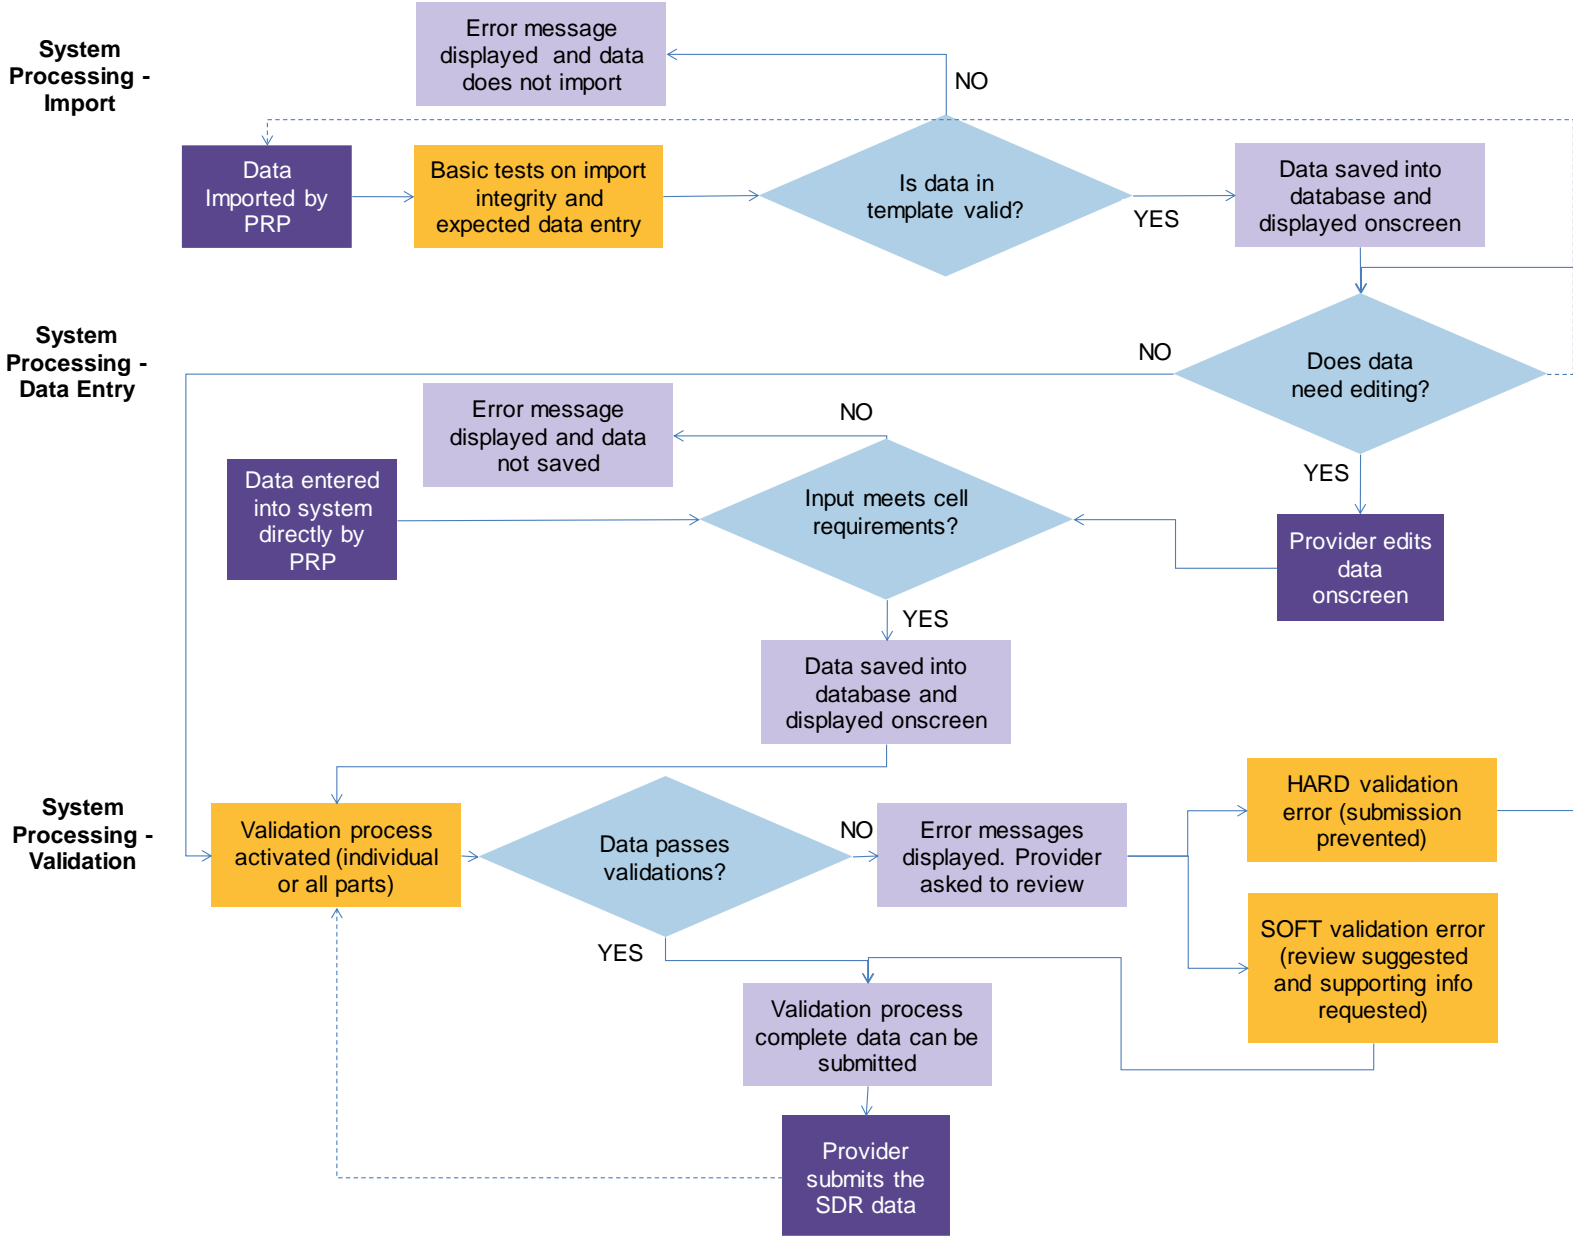 System
Processing -
Import
Error message
displayed and data
does not import
NO
Data
Imported by
PRP
Basic tests on import
integrity and
expected data entry
Is data in
template valid?
YES
Data saved into
database and
displayed onscreen
System
Processing -
Data Entry
NO
Does data
need editing?
YES
Error message
displayed and data
not saved
NO
Data entered
into system
directly by
PRP
Input meets cell
requirements?
Provider edits
data
onscreen
YES
Data saved into
database and
displayed onscreen
System
Processing -
Validation
Validation process
activated (individual
or all parts)
Data passes
validations?
NO
Error messages
displayed. Provider
asked to review
HARD validation
error (submission
prevented)
SOFT validation error
(review suggested
and supporting info
requested)
YES
Validation process
complete data can be
submitted
Provider
submits the
SDR data